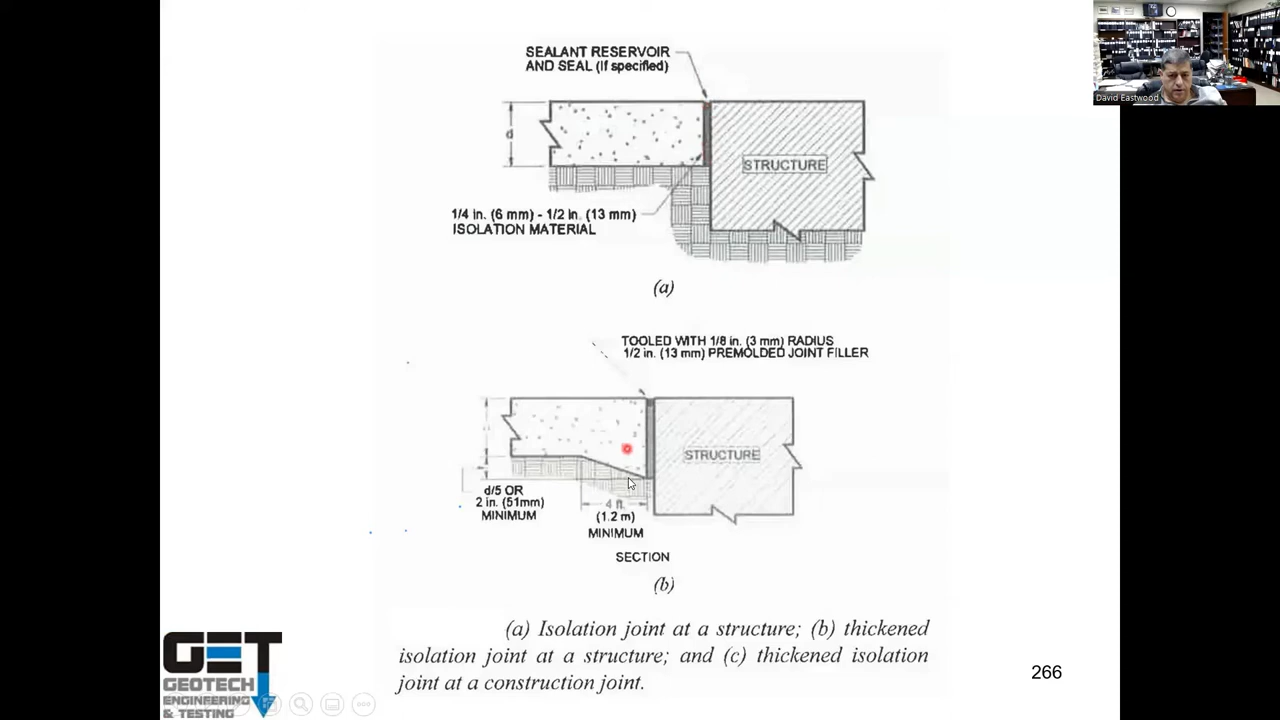 David Eastwood
SEALANT RESERVOIR
AND SEAL (if specified)
d
STRUCTURE
1/4 in. (6 mm) - 1/2 in. (13 mm)
ISOLATION MATERIAL
(a)
TOOLED WITH 1/8 in. (3 mm) RADIUS
1/2 in. (13 mm) PREMOLDED JOINT FILLER
STRUCTURE
d/5 OR
2 in. (51mm)
MINIMUM
4 ft.
(1.2 m)
MINIMUM
SECTION
(b)
(a) Isolation joint at a structure; (b) thickened
isolation joint at a structure; and (c) thickened isolation
joint at a construction joint.
266
GET
GEOTECH
ENGINEERING
& TESTING